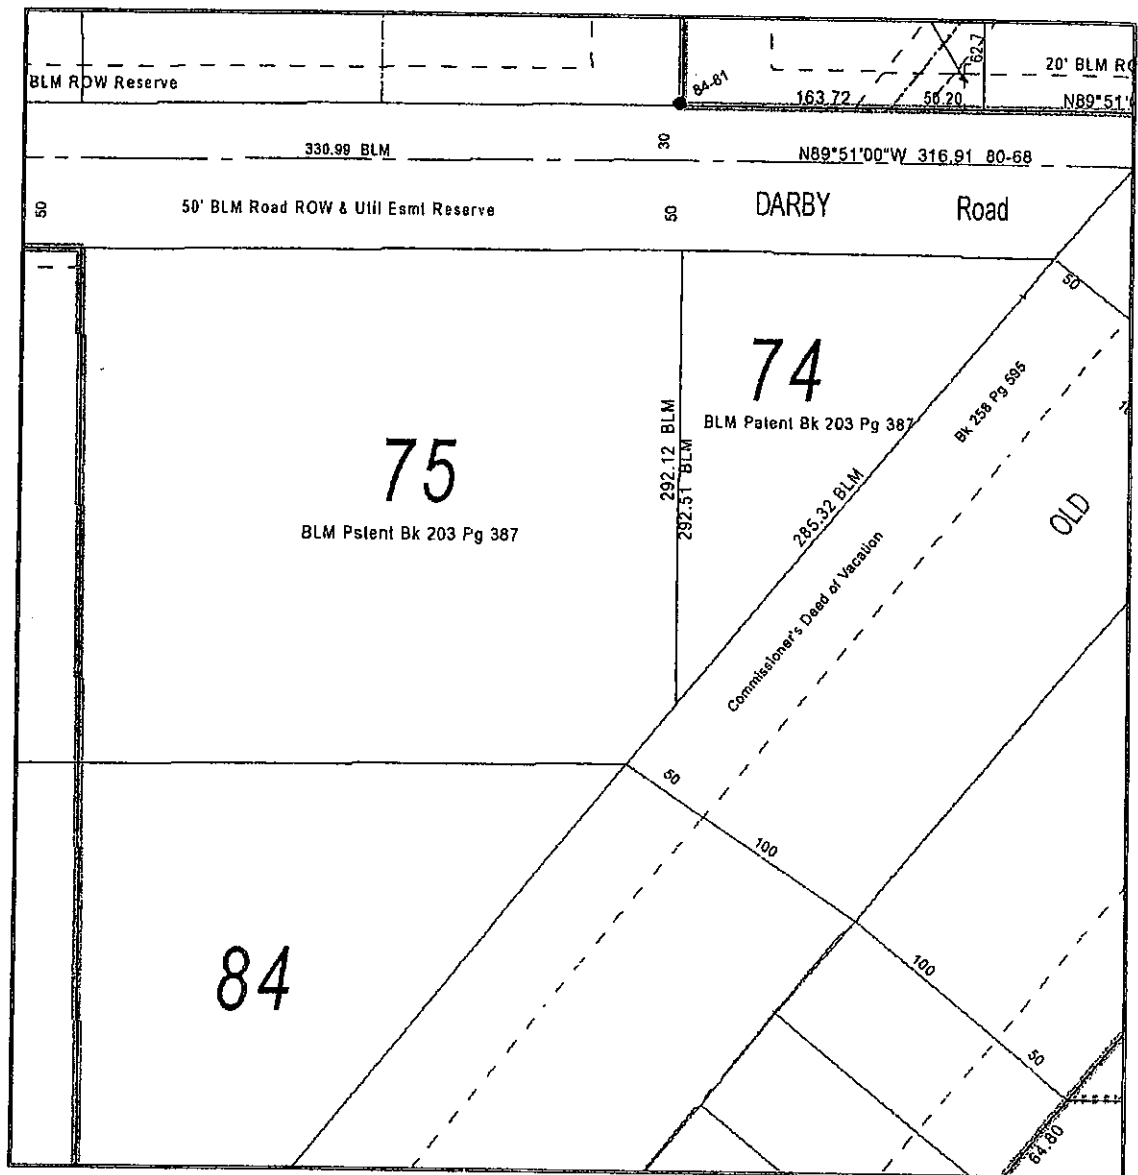 62-7
20' BLM RO
BLM ROW Reserve
84-81
163.72
56.20
N89°51'0
330.99 BLM
30
N89°51'00"W 316.91 80-68
50
50' BLM Road ROW & Util Esmt Reserve
50
DARBY Road
50
74
BLM Patent Bk 203 Pg 387
Bk 258 Pg 595
10
75
BLM Pstent Bk 203 Pg 387
292.12 BLM
292.51 BLM
285.32 BLM
OLD
Commissioner's Deed of Vacation
50
100
84
100
50
64.80